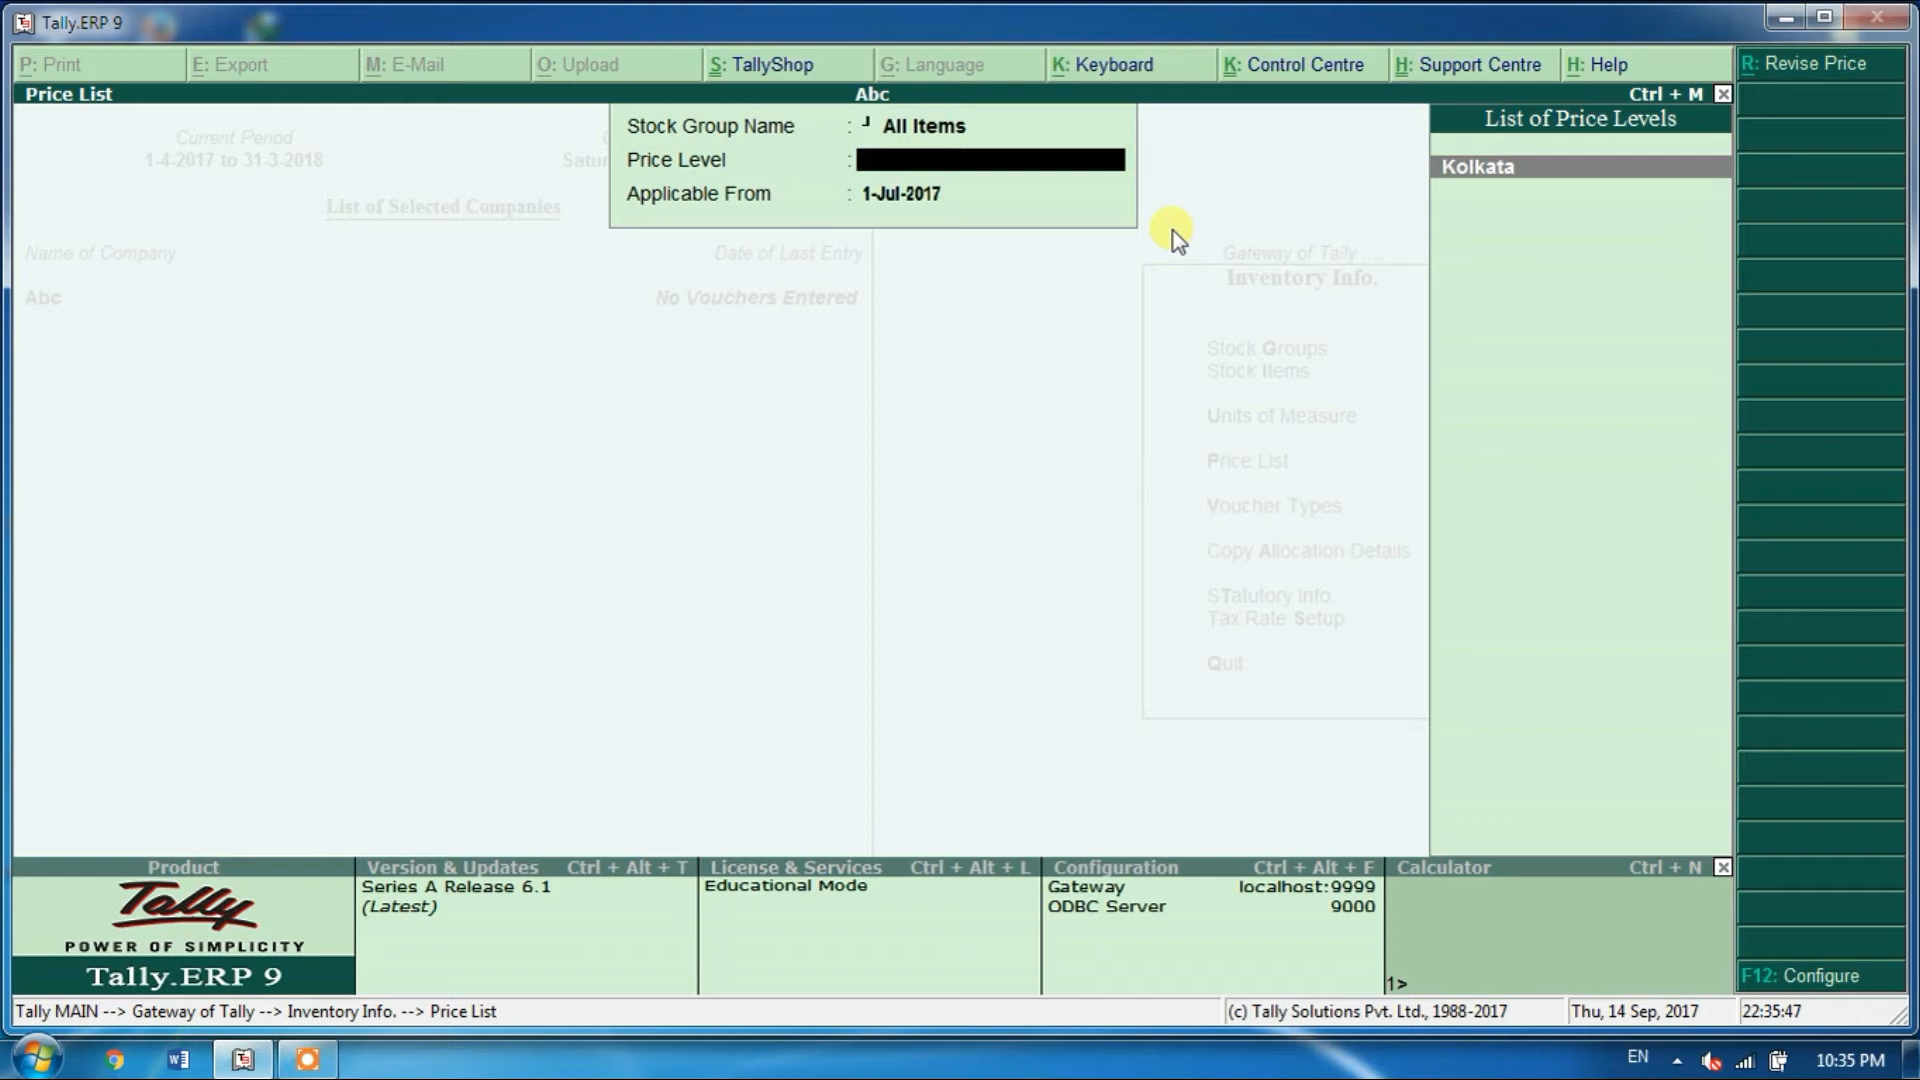 Tally.ERP 9
P: Print
E: Export
M: E-Mail
O: Upload
S: TallyShop
G: Language
K: Keyboard
K: Control Centre
H: Support Centre
H: Help
R: Revise Price
Price List
Abc
Ctrl + M
Stock Group Name : ┘ All Items
Price Level :
Applicable From : 1-Jul-2017
List of Price Levels
Kolkata
Current Period
1-4-2017 to 31-3-2018
List of Selected Companies
Name of Company
Date of Last Entry
Abc
No Vouchers Entered
Gateway of Tally ....
Inventory Info.
Stock Groups
Stock Items
Units of Measure
Price List
Voucher Types
Copy Allocation Details
STatutory Info
Tax Rate Setup
Quit
Product
Tally
POWER OF SIMPLICITY
Tally.ERP 9
Version & Updates Ctrl + Alt + T
Series A Release 6.1
(Latest)
License & Services Ctrl + Alt + L
Educational Mode
Configuration Ctrl + Alt + F
Gateway localhost:9999
ODBC Server 9000
Calculator Ctrl + N
1>
F12: Configure
Tally MAIN --> Gateway of Tally --> Inventory Info. --> Price List
(c) Tally Solutions Pvt. Ltd., 1988-2017
Thu, 14 Sep, 2017
22:35:47
EN
10:35 PM